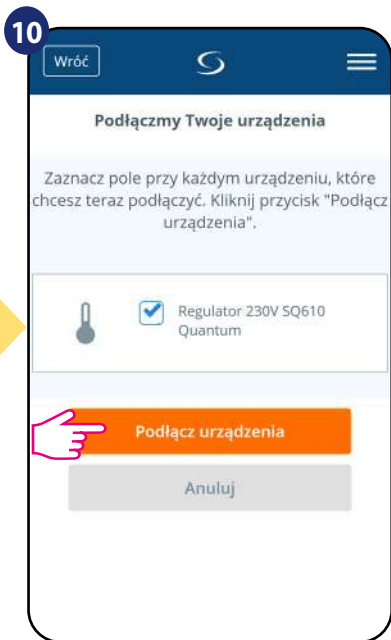 10
Wróć
Podłączmy Twoje urządzenia
Zaznacz pole przy każdym urządzeniu, które
chcesz teraz podłączyć. Kliknij przycisk "Podłącz
urządzenia".
Regulator 230V SQ610
Quantum
Podłącz urządzenia
Anuluj